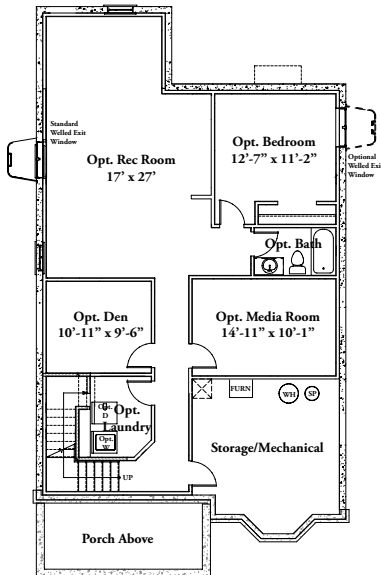 Standard
Welled Exit
Window
Opt. Rec Room
17' x 27'
Opt. Bedroom
12'-7" x 11'-2"
Optional
Welled Exi
Window
Opt. Bath
Opt. Den
10'-11" x 9'-6"
Opt. Media Room
14'-11" x 10'-1"
FURN
WH
SP
Opt.
D
Opt.
Laundry
Opt.
W
Storage/Mechanical
UP
Porch Above